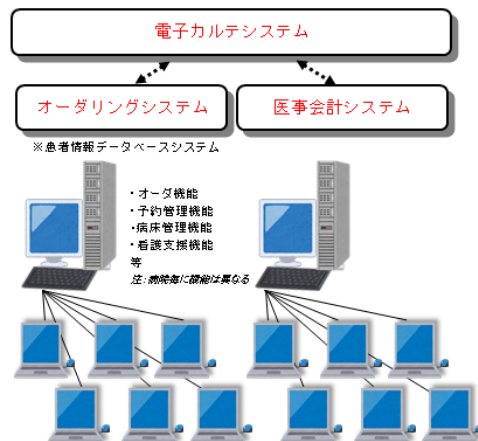 電子カルテシステム
オーダリングシステム
医事会計システム
※患者情報データベースシステム
・オーダ機能
・予約管理機能
・病床管理機能
・看護支援機能
等
注：病院毎に機能は異なる